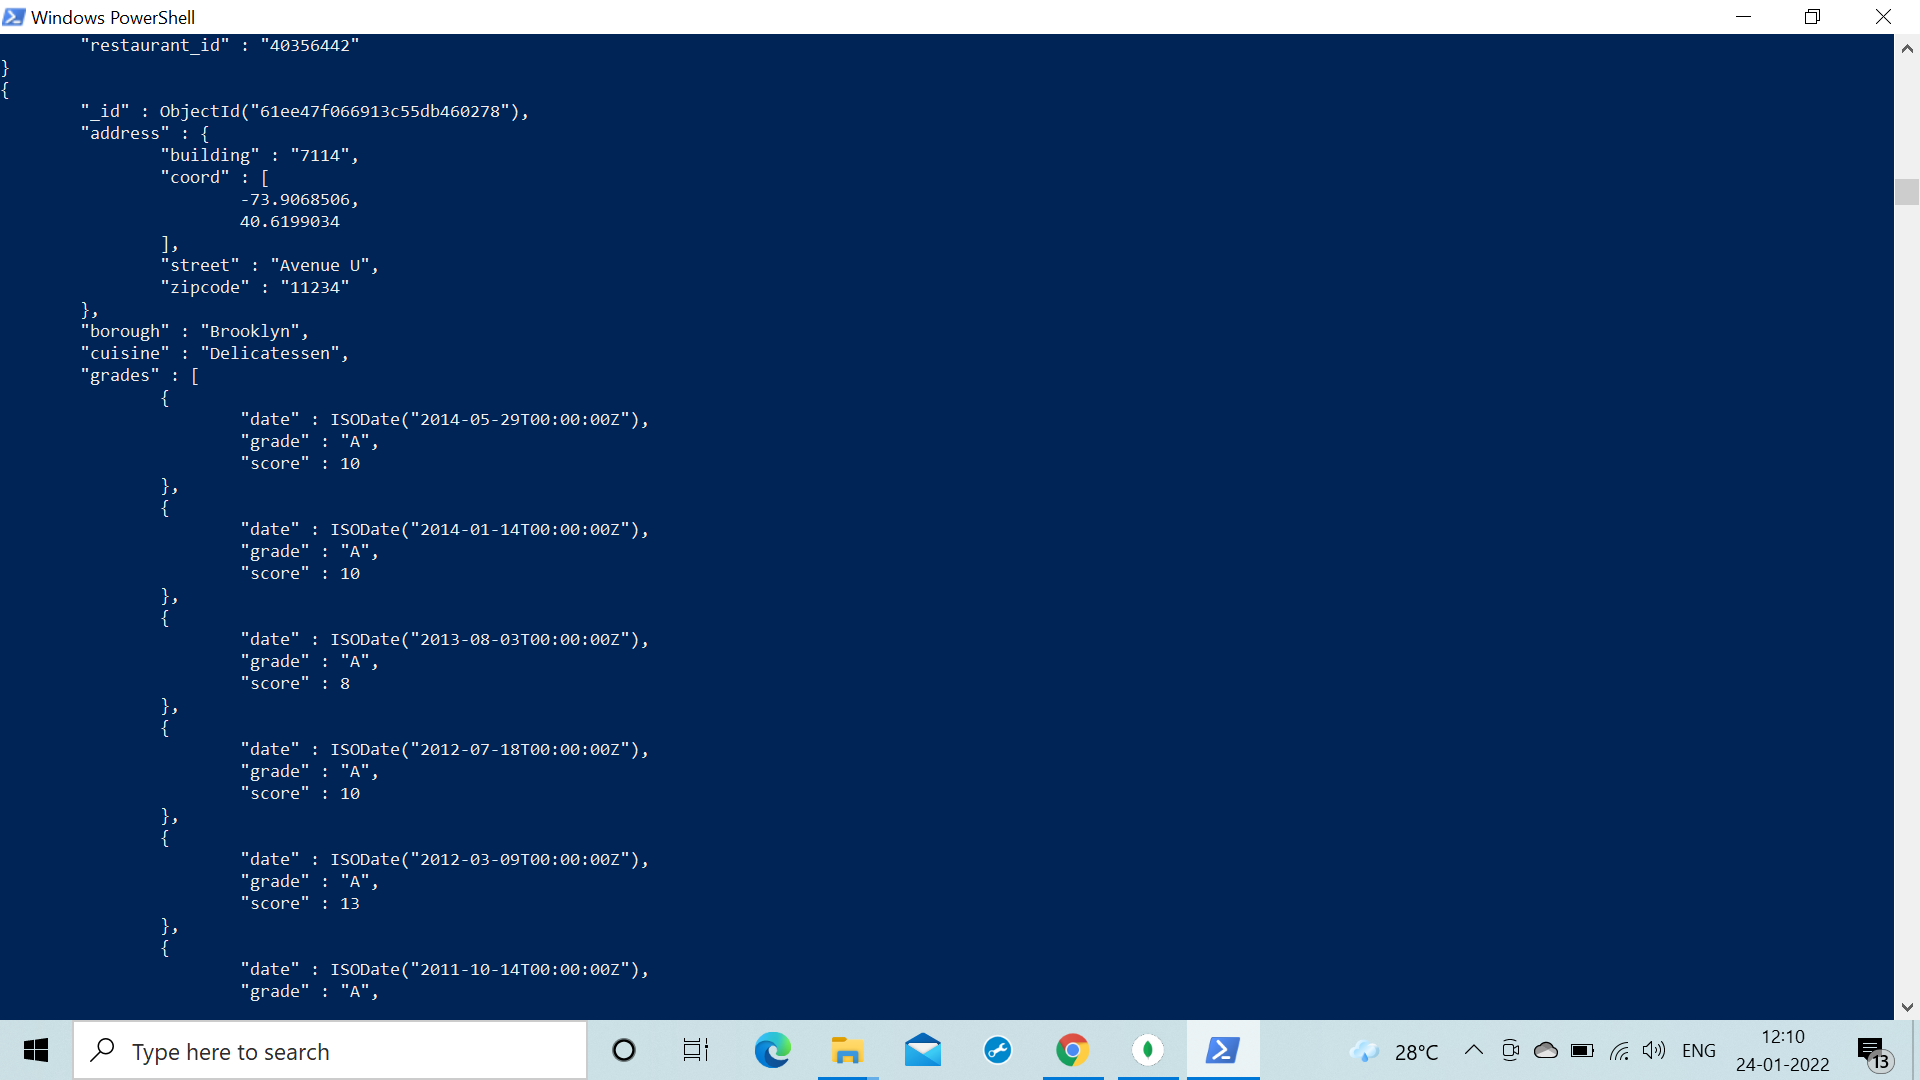 Windows PowerShell
"restaurant_id" : "40356442"
}
{
"_id" : ObjectId("61ee47f066913c55db460278"),
"address" : {
"building" : "7114",
"coord" : [
-73.9068506,
40.6199034
],
"street" : "Avenue U",
"zipcode" : "11234"
},
"borough" : "Brooklyn",
"cuisine" : "Delicatessen",
"grades" : [
{
"date" : ISODate("2014-05-29T00:00:00Z"),
"grade" : "A",
"score" : 10
},
{
"date" : ISODate("2014-01-14T00:00:00Z"),
"grade" : "A",
"score" : 10
},
{
"date" : ISODate("2013-08-03T00:00:00Z"),
"grade" : "A",
"score" : 8
},
{
"date" : ISODate("2012-07-18T00:00:00Z"),
"grade" : "A",
"score" : 10
},
{
"date" : ISODate("2012-03-09T00:00:00Z"),
"grade" : "A",
"score" : 13
},
{
"date" : ISODate("2011-10-14T00:00:00Z"),
"grade" : "A",
Type here to search
28°C
ENG
12:10
24-01-2022
13